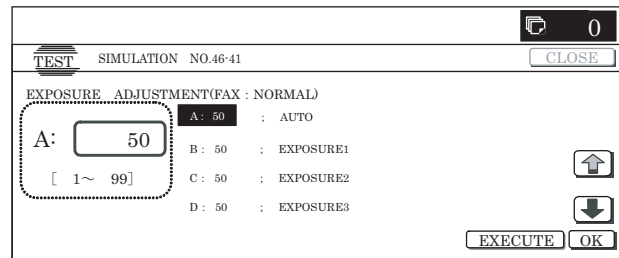 0
TEST SIMULATION NO.46-41 CLOSE
EXPOSURE ADJUSTMENT(FAX : NORMAL)
A: 50 ; AUTO
A: 50
B : 50 ; EXPOSURE1
[ 1~ 99]
C : 50 ; EXPOSURE2
D : 50 ; EXPOSURE3
EXECUTE OK